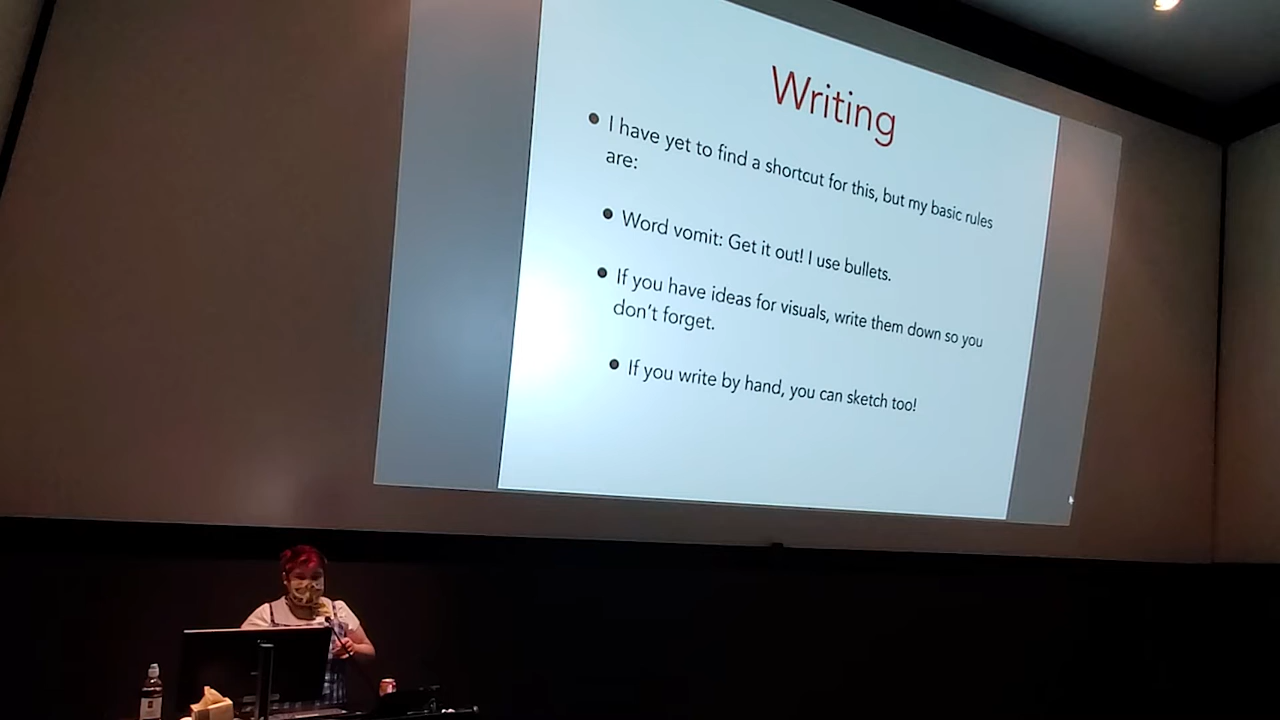 Writing
I have yet to find a shortcut for this, but my basic rules
are:
Word vomit: Get it out! I use bullets.
If you have ideas for visuals, write them down so you
don't forget.
If you write by hand, you can sketch too!